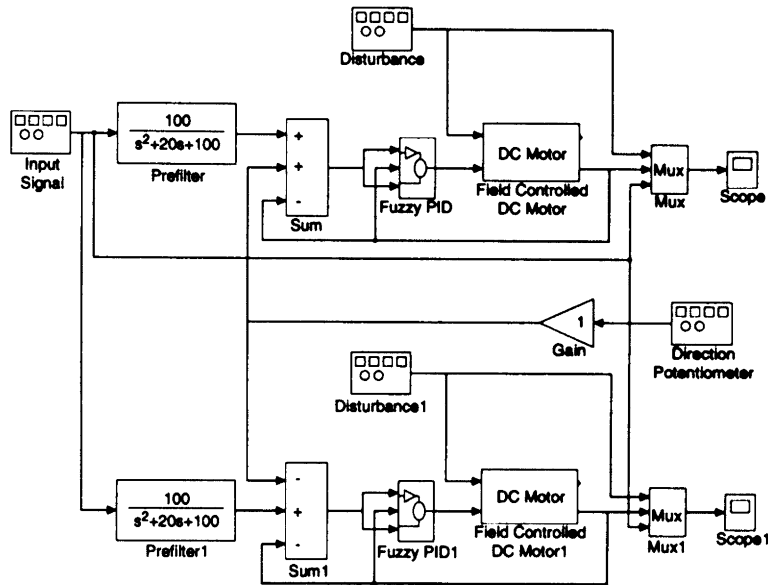 Disturbance
Input
Signal
100
s²+20s+100
Prefilter
+
+
-
Sum
Fuzzy PID
DC Motor
Field Controlled
DC Motor
Mux
Mux
Scope
1
Gain
Direction
Potentiometer
Disturbance1
100
s²+20s+100
Prefilter1
-
+
-
Sum1
Fuzzy PID1
DC Motor
Field Controlled
DC Motor1
Mux
Mux1
Scope1